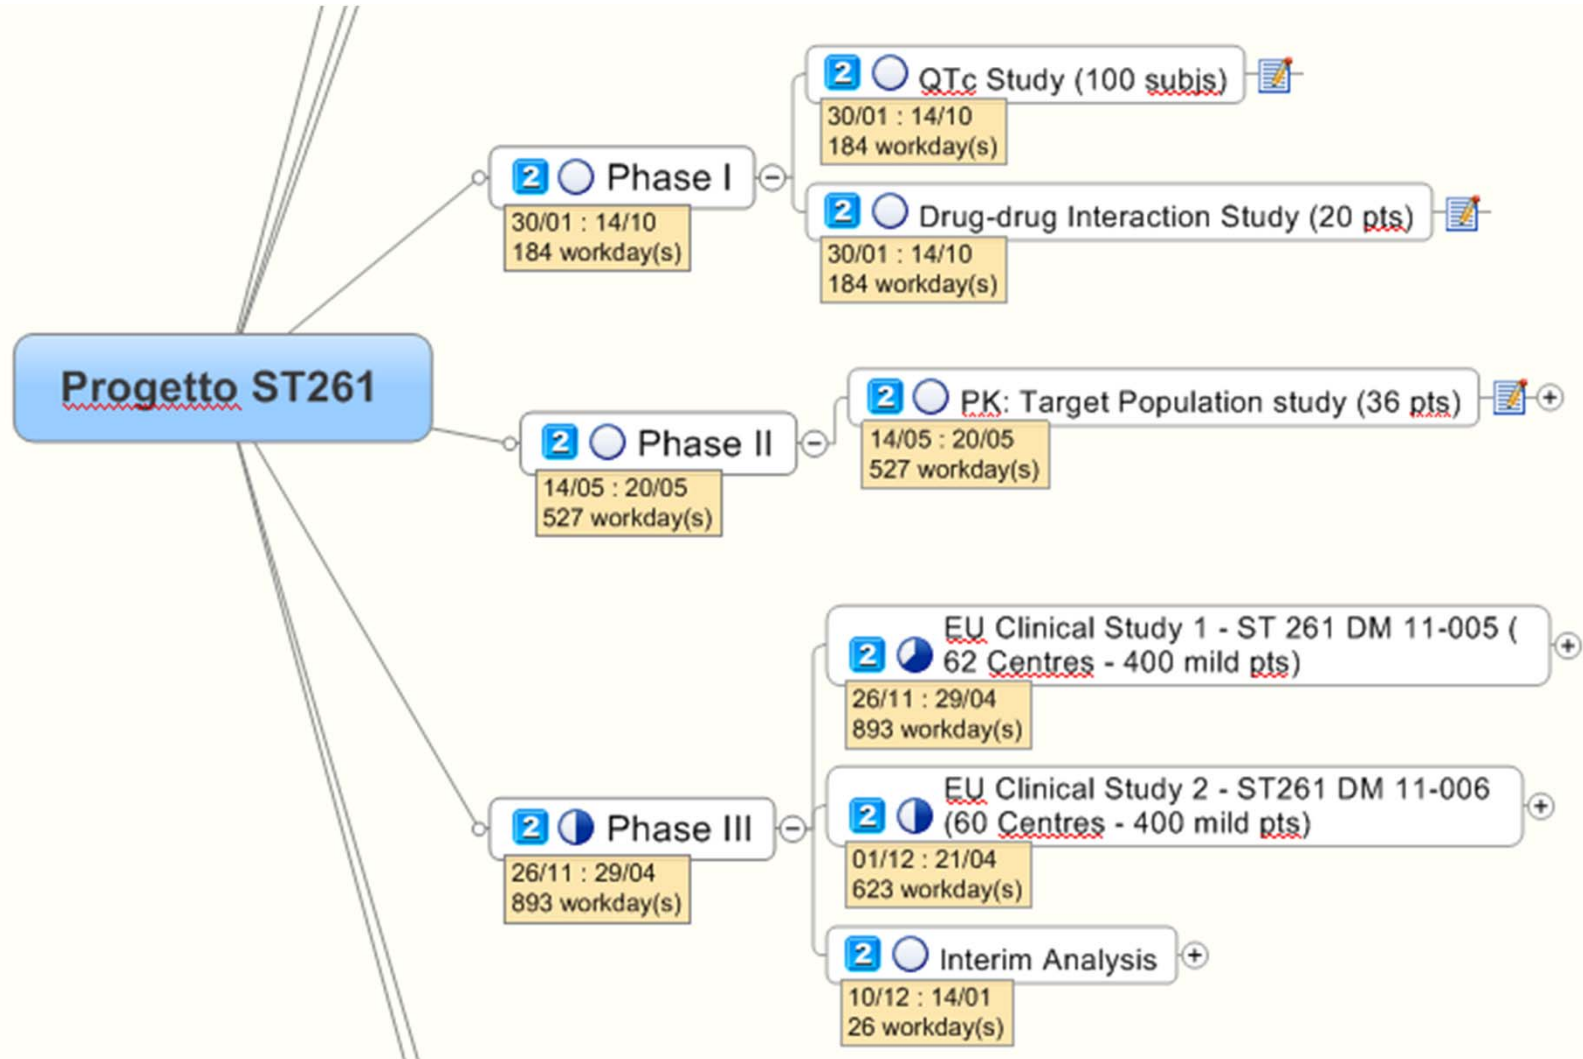 2 QTc Study (100 subjs)
30/01 : 14/10
184 workday(s)
2 Phase I
30/01 : 14/10
184 workday(s)
2 Drug-drug Interaction Study (20 pts)
30/01 : 14/10
184 workday(s)
Progetto ST261
2 PK: Target Population study (36 pts)
14/05 : 20/05
527 workday(s)
2 Phase II
14/05 : 20/05
527 workday(s)
2 EU Clinical Study 1 - ST 261 DM 11-005 (
62 Centres - 400 mild pts)
26/11 : 29/04
893 workday(s)
2 Phase III
26/11 : 29/04
893 workday(s)
2 EU Clinical Study 2 - ST261 DM 11-006
(60 Centres - 400 mild pts)
01/12 : 21/04
623 workday(s)
2 Interim Analysis
10/12 : 14/01
26 workday(s)